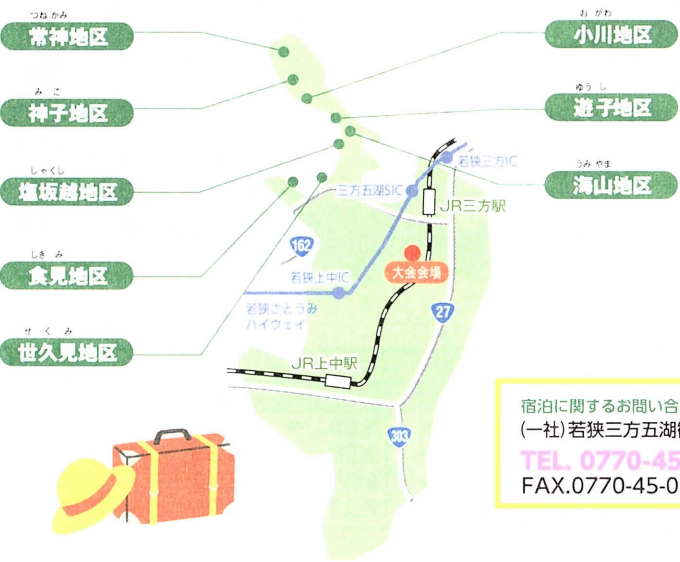 つねかみ
常神地区
みこ
神子地区
しゃくし
塩坂越地区
しきみ
食見地区
せくみ
世久見地区
おがわ
小川地区
ゆうし
遊子地区
うみやま
海山地区
若狭三方IC
三方五湖SIC
JR三方駅
162
大会会場
若狭上中IC
若狭さとうみ
ハイウェイ
27
JR上中駅
303
宿泊に関するお問い合
(一社)若狭三方五湖
TEL. 0770-45
FAX.0770-45-0